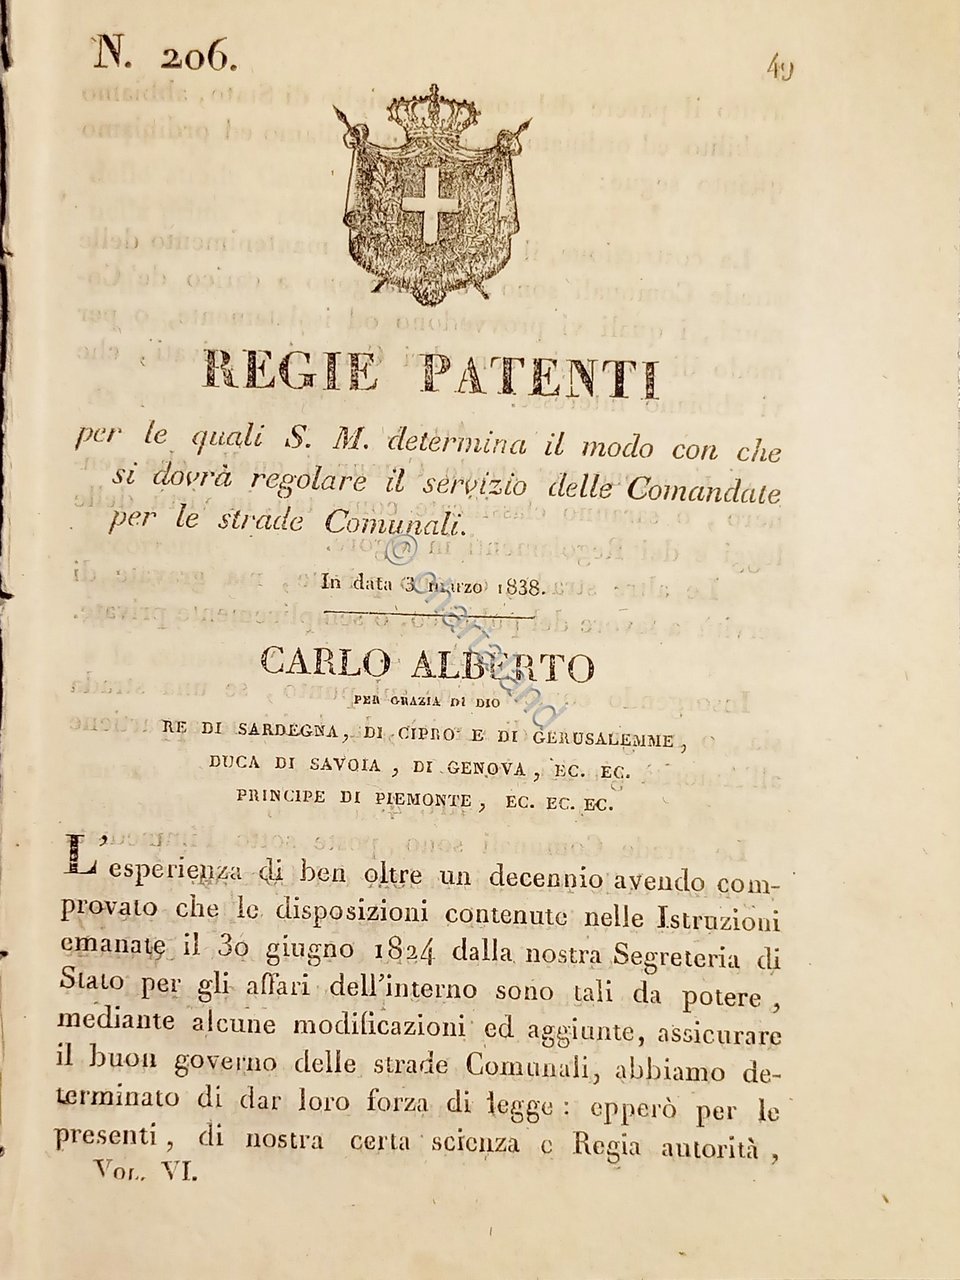 N. 206.
49
REGIE PATENTI
per le quali S. M. determina il modo con che
si dovrà regolare il servizio delle Comandate
per le strade Comunali.
In data 3 marzo 1838.
CARLO ALBERTO
PER GRAZIA DI DIO
RE DI SARDEGNA, DI CIPRO E DI GERUSALEMME,
DUCA DI SAVOIA, DI GENOVA, EC. EC.
PRINCIPE DI PIEMONTE, EC. EC. EC.
L'esperienza di ben oltre un decennio avendo com-
provato che le disposizioni contenute nelle Istruzioni
emanate il 30 giugno 1824 dalla nostra Segreteria di
Stato per gli affari dell'interno sono tali da potere,
mediante alcune modificazioni ed aggiunte, assicurare
il buon governo delle strade Comunali, abbiamo de-
terminato di dar loro forza di legge: epperò per le
presenti, di nostra certa scienza e Regia autorità,
VOL. VI.
© chartaland